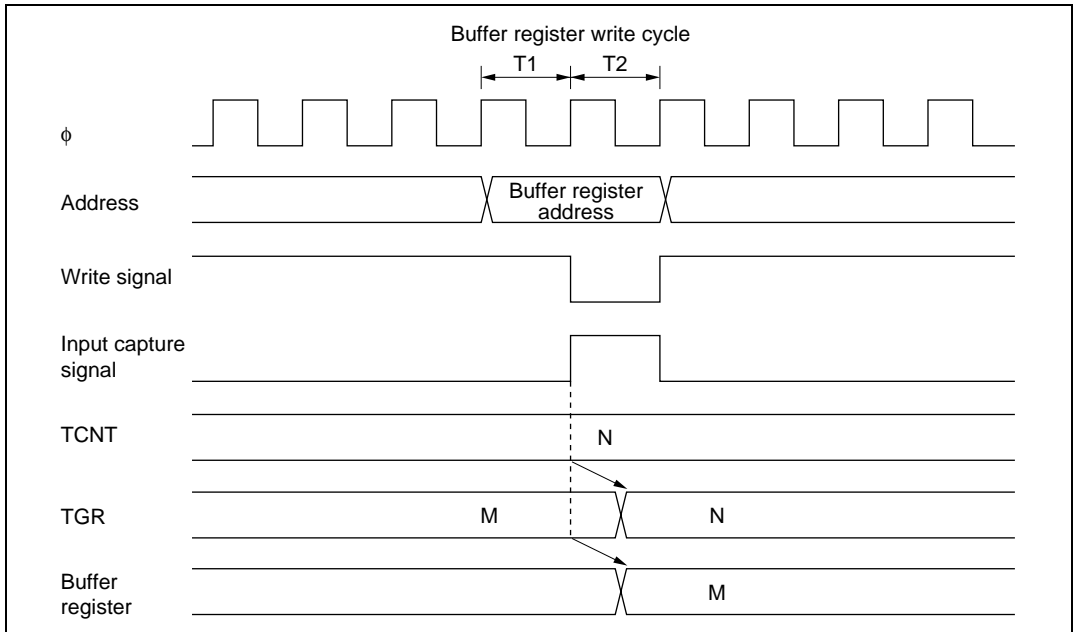 Buffer register write cycle
T1 T2
ϕ
Address
Buffer register
address
Write signal
Input capture
signal
TCNT
N
TGR
M N
Buffer
register
M